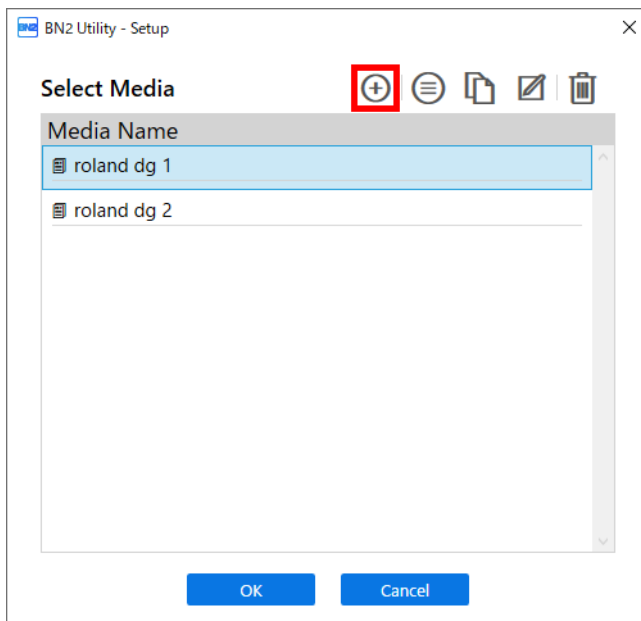 BN2 BN2 Utility - Setup
Select Media
Media Name
roland dg 1
roland dg 2
OK
Cancel